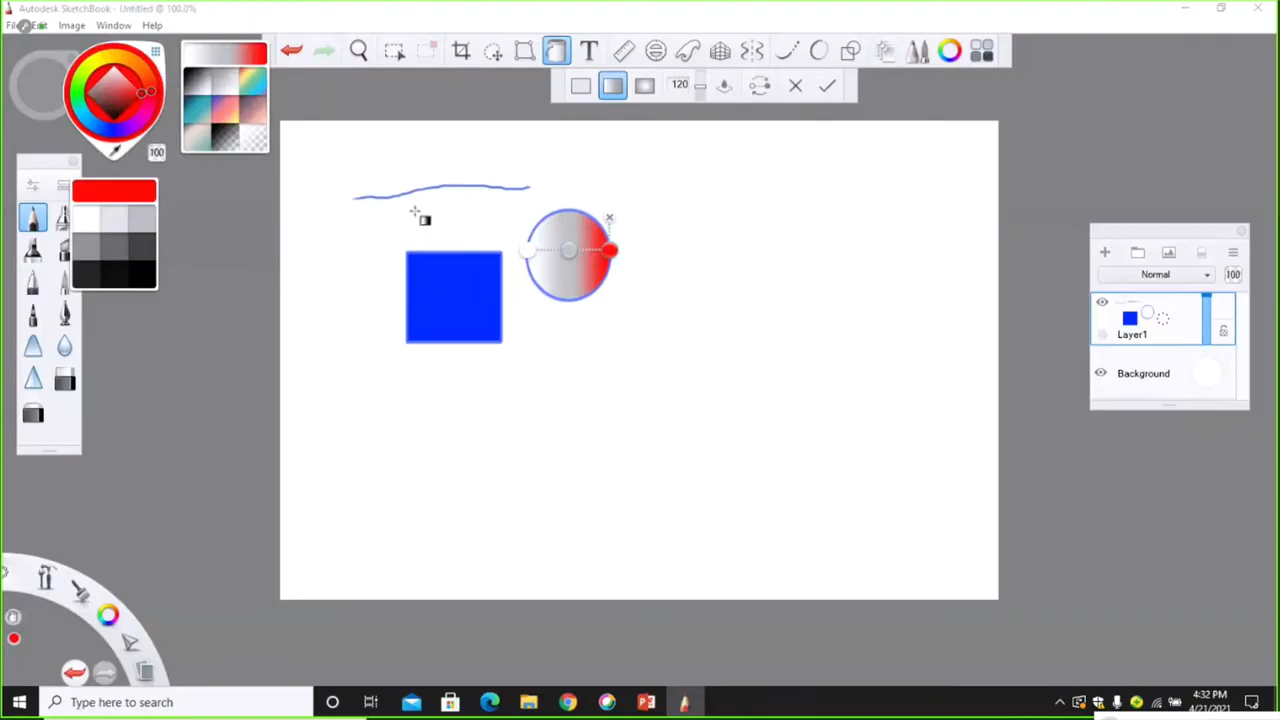 Autodesk SketchBook - Untitled @ 100.0%
File Edit Image Window Help
T
120
100
Normal
100
Layer1
Background
Type here to search
4:32 PM
4/21/2021